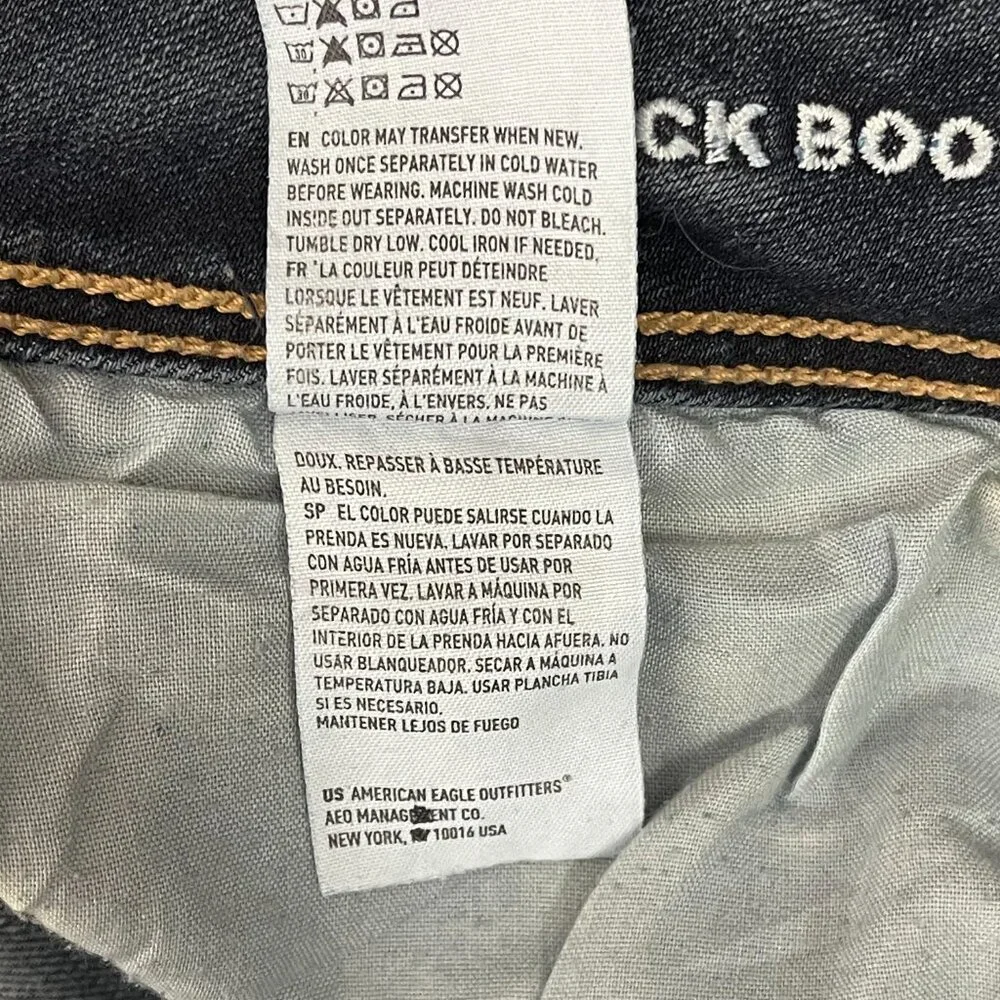 CK BOO
EN COLOR MAY TRANSFER WHEN NEW.
WASH ONCE SEPARATELY IN COLD WATER
BEFORE WEARING. MACHINE WASH COLD
INSIDE OUT SEPARATELY. DO NOT BLEACH.
TUMBLE DRY LOW. COOL IRON IF NEEDED.
FR LA COULEUR PEUT DÉTEINDRE
LORSQUE LE VÊTEMENT EST NEUF. LAVER
SÉPARÉMENT À L'EAU FROIDE AVANT DE
PORTER LE VÊTEMENT POUR LA PREMIÈRE
FOIS. LAVER SÉPARÉMENT À LA MACHINE À
L'EAU FROIDE, À L'ENVERS. NE PAS
SÉCHER À LA
DOUX. REPASSER À BASSE TEMPÉRATURE
AU BESOIN.
SP EL COLOR PUEDE SALIRSE CUANDO LA
PRENDA ES NUEVA. LAVAR POR SEPARADO
CON AGUA FRÍA ANTES DE USAR POR
PRIMERA VEZ. LAVAR A MÁQUINA POR
SEPARADO CON AGUA FRÍA Y CON EL
INTERIOR DE LA PRENDA HACIA AFUERA. NO
USAR BLANQUEADOR. SECAR A MÁQUINA A
TEMPERATURA BAJA. USAR PLANCHA TIBIA
SI ES NECESARIO.
MANTENER LEJOS DE FUEGO
US AMERICAN EAGLE OUTFITTERS®
AEO CO.
NEW YORK, 10016 USA